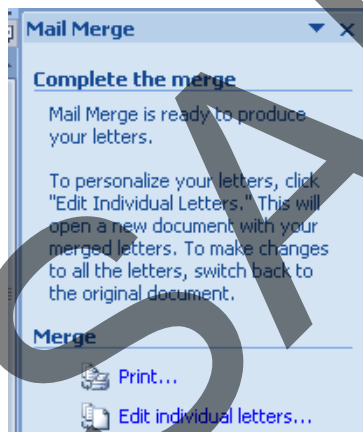 Mail Merge
Complete the merge
Mail Merge is ready to produce
your letters.
To personalize your letters, click
"Edit Individual Letters." This will
open a new document with your
merged letters. To make changes
to all the letters, switch back to
the original document.
Merge
Print...
Edit individual letters...